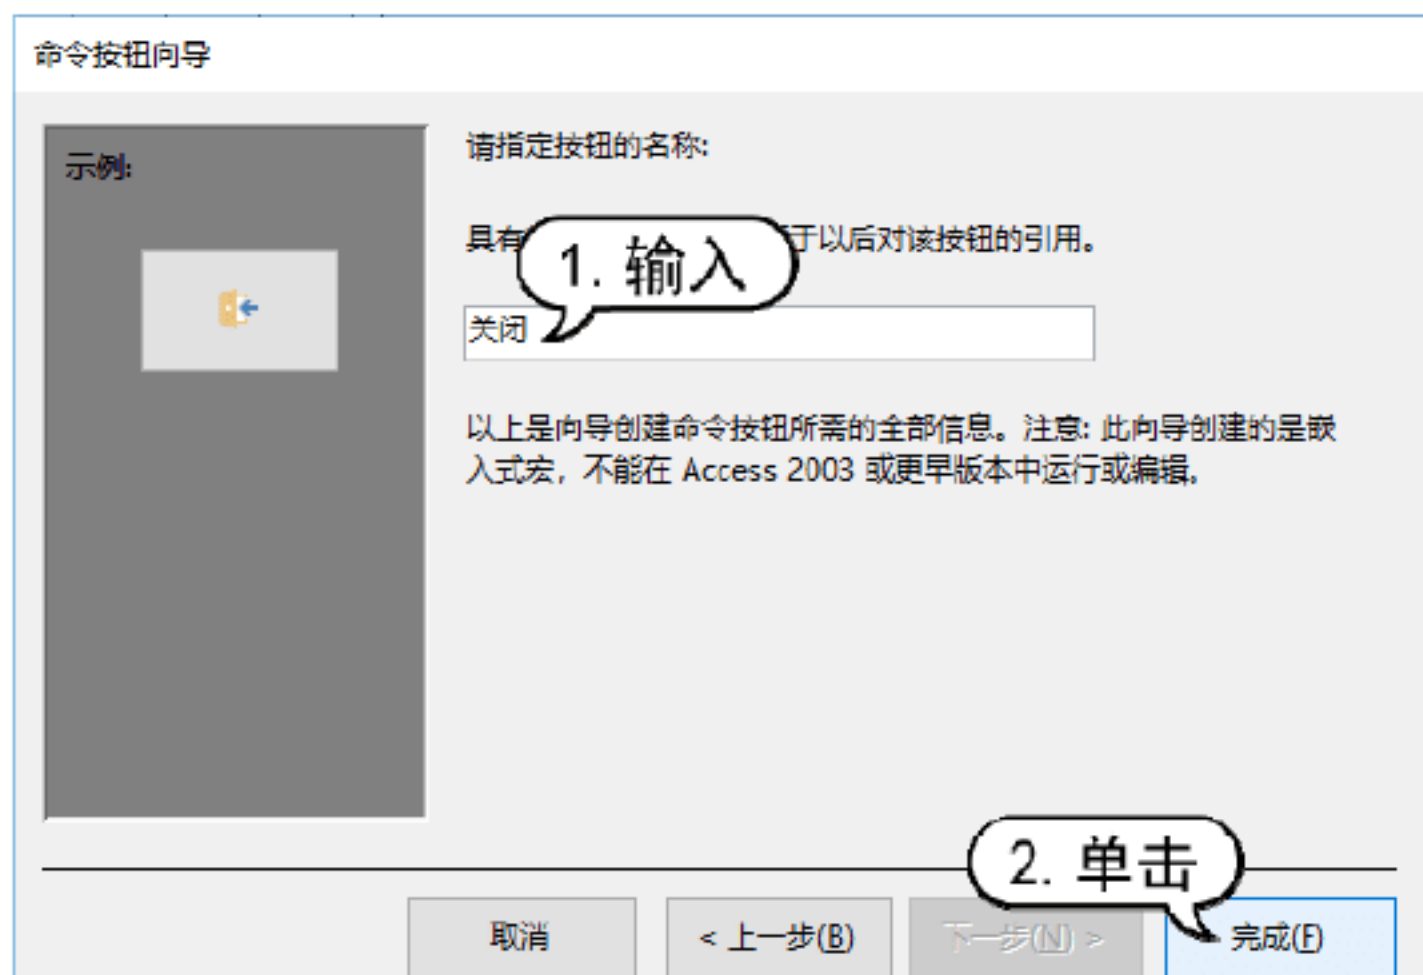 命令按钮向导
示例:
请指定按钮的名称:
具有 于以后对该按钮的引用。
1. 输入
关闭
以上是向导创建命令按钮所需的全部信息。注意: 此向导创建的是嵌
入式宏，不能在 Access 2003 或更早版本中运行或编辑。
2. 单击
取消
< 上一步(B)
下一步(N) >
完成(F)